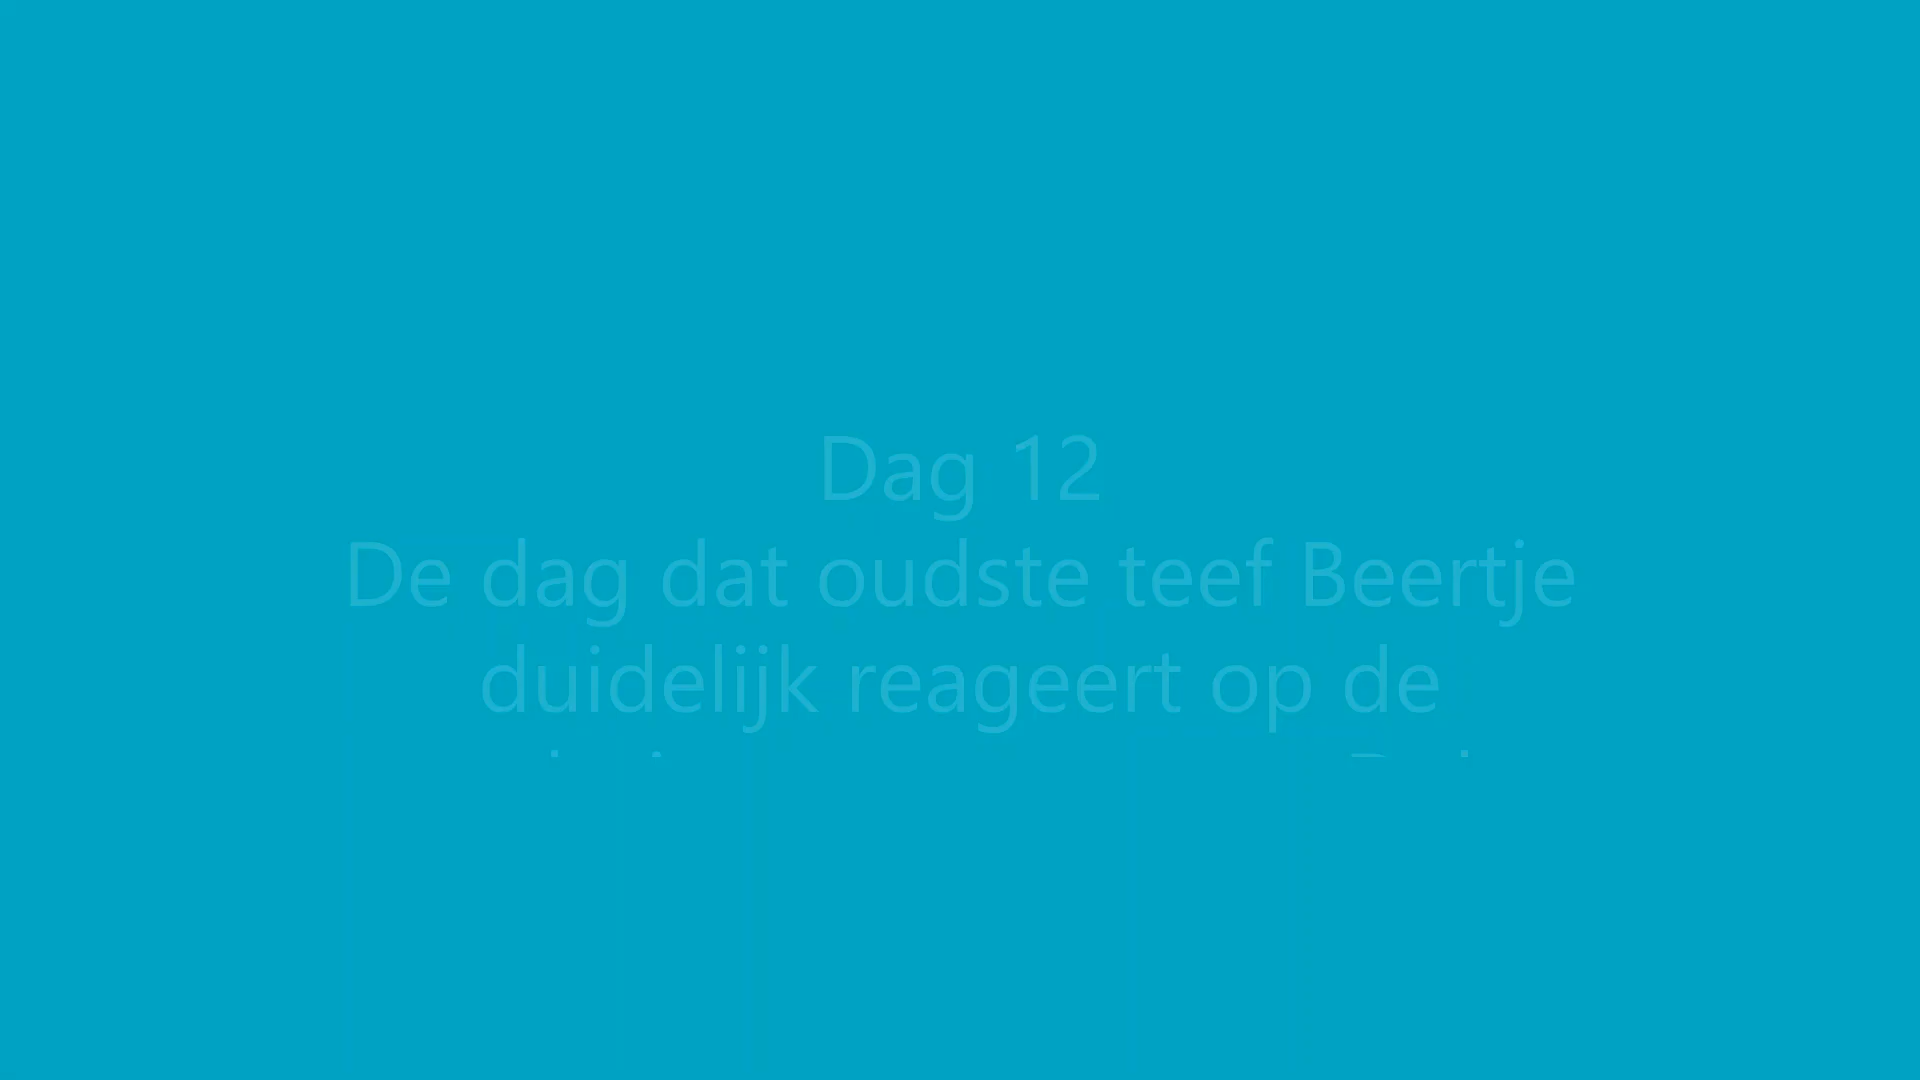 Dag 12
De dag dat oudste teef Beertje
duidelijk reageert op de